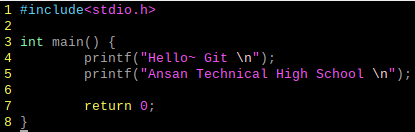 1 #include<stdio.h>
2
3 int main() {
4         printf("Hello~ Git \n");
5         printf("Ansan Technical High School \n");
6
7         return 0;
8 }